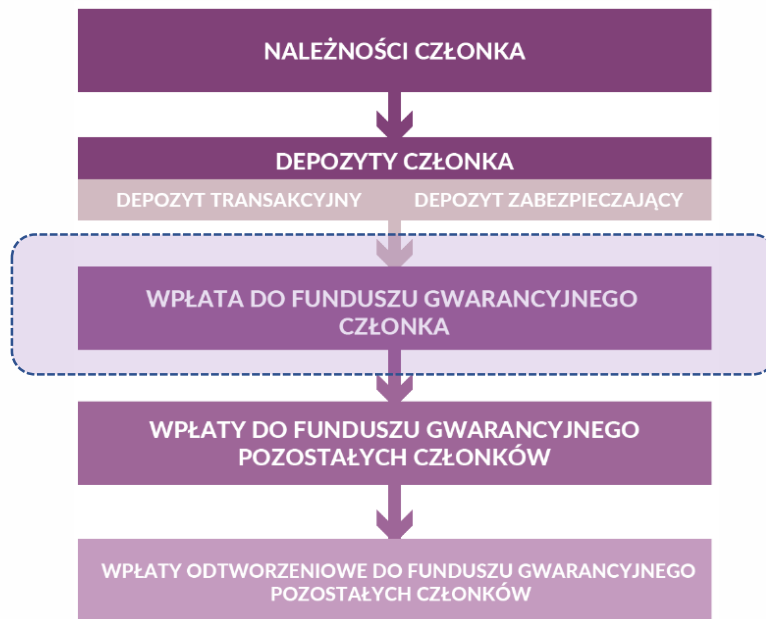 NALEŻNOŚCI CZŁONKA
DEPOZYTY CZŁONKA
DEPOZYT TRANSAKCYJNY DEPOZYT ZABEZPIECZAJĄCY
WPŁATA DO FUNDUSZU GWARANCYJNEGO
CZŁONKA
WPŁATY DO FUNDUSZU GWARANCYJNEGO
POZOSTAŁYCH CZŁONKÓW
WPŁATY ODTWORZENIOWE DO FUNDUSZU GWARANCYJNEGO
POZOSTAŁYCH CZŁONKÓW